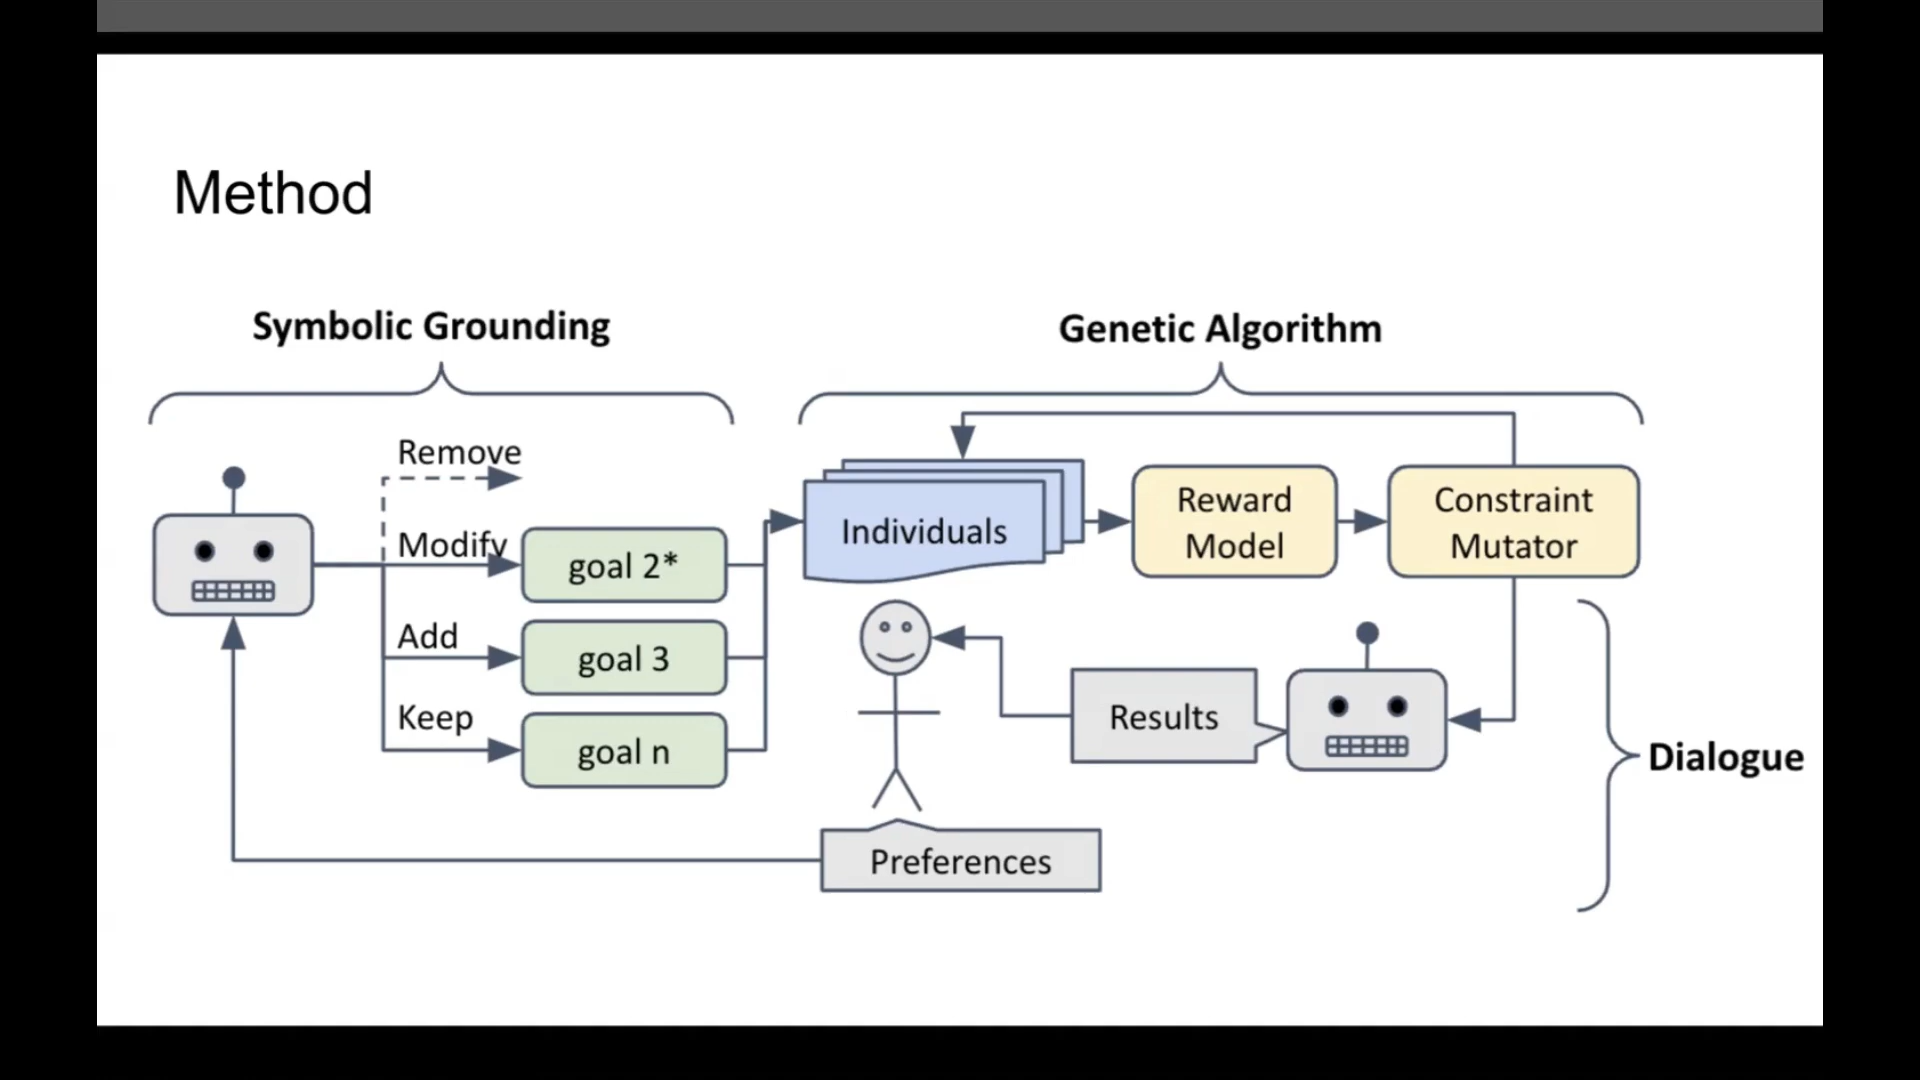 Method
Symbolic Grounding
Genetic Algorithm
Remove
Modify
goal 2*
Add
goal 3
Keep
goal n
Individuals
Reward
Model
Constraint
Mutator
Results
Dialogue
Preferences